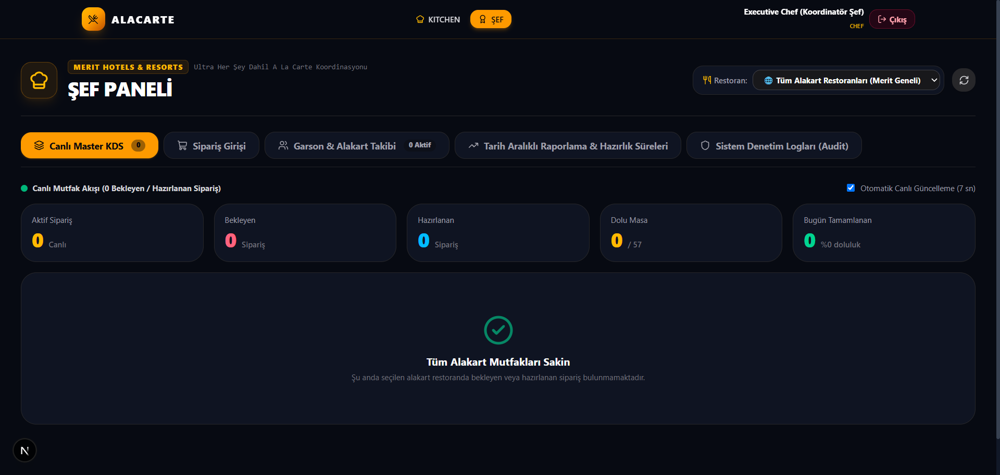 ALACARTE
KITCHEN
ŞEF
Executive Chef (Koordinatör Şef)
CHEF
Çıkış
MERIT HOTELS & RESORTS
Ultra Her Şey Dahil A La Carte Koordinasyonu
ŞEF PANELİ
Restoran:
Tüm Alakart Restoranları (Merit Geneli)
Canlı Master KDS 0
Sipariş Girişi
Garson & Alakart Takibi 0 Aktif
Tarih Aralıklı Raporlama & Hazırlık Süreleri
Sistem Denetim Logları (Audit)
Canlı Mutfak Akışı (0 Bekleyen / Hazırlanan Sipariş)
Otomatik Canlı Güncelleme (7 sn)
Aktif Sipariş
0 Canlı
Bekleyen
0 Sipariş
Hazırlanan
0 Sipariş
Dolu Masa
0 / 57
Bugün Tamamlanan
0 %0 doluluk
Tüm Alakart Mutfakları Sakin
Şu anda seçilen alakart restoranda bekleyen veya hazırlanan sipariş bulunmamaktadır.
N